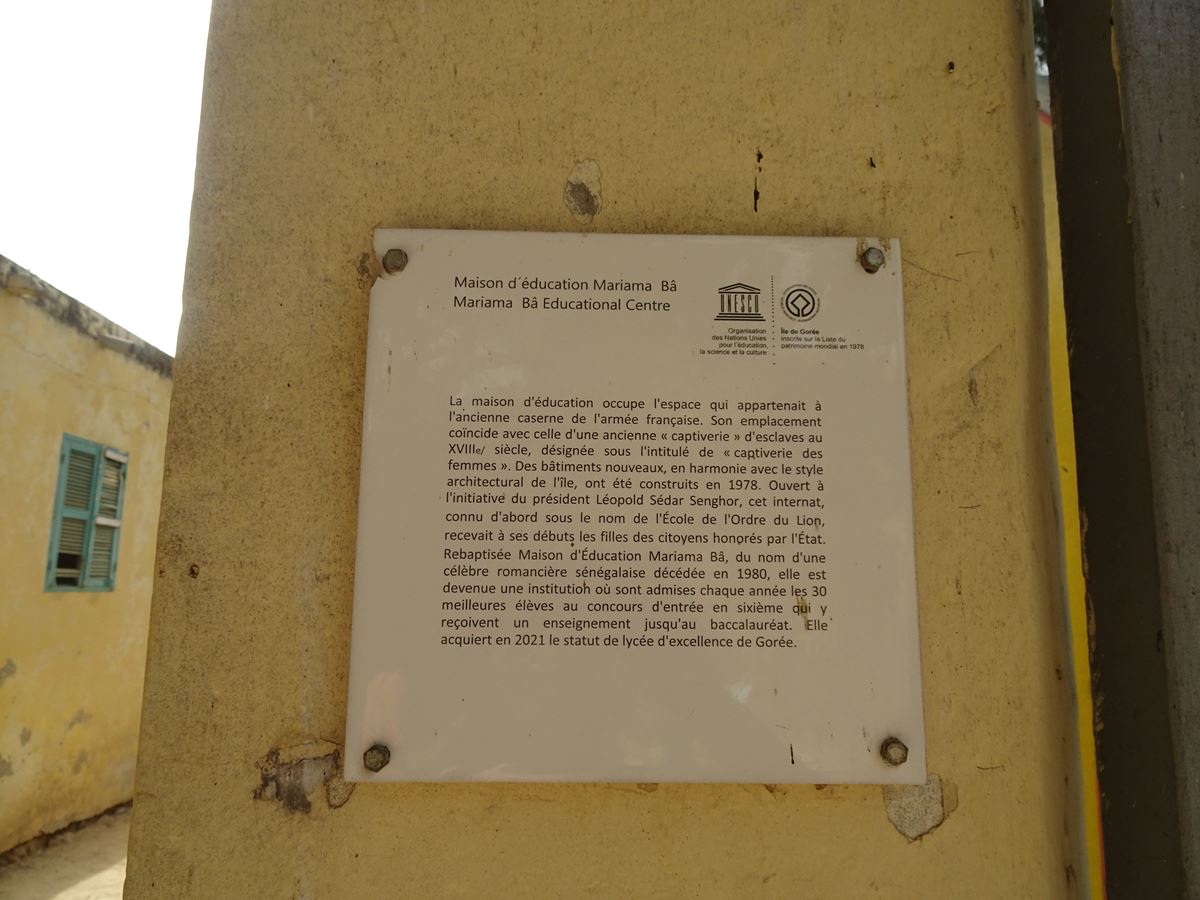 Maison d´éducation Mariama Bâ
Mariama Bâ Educational Centre
UNESCO
Organisation
des Nations Unies
pour l'éducation,
la science et la culture
Île de Gorée
inscrite sur la Liste du
patrimoine mondial en 1978
La maison d'éducation occupe l'espace qui appartenait à
l'ancienne caserne de l'armée française. Son emplacement
coïncide avec celle d'une ancienne « captiverie » d'esclaves au
XVIIIe/ siècle, désignée sous l'intitulé de « captiverie des
femmes ». Des bâtiments nouveaux, en harmonie avec le style
architectural de l'île, ont été construits en 1978. Ouvert à
l'initiative du président Léopold Sédar Senghor, cet internat,
connu d'abord sous le nom de l'École de l'Ordre du Lion,
recevait à ses débuts les filles des citoyens honorés par l'État.
Rebaptisée Maison d'Éducation Mariama Bâ, du nom d'une
célèbre romancière sénégalaise décédée en 1980, elle est
devenue une institution où sont admises chaque année les 30
meilleures élèves au concours d'entrée en sixième qui y
reçoivent un enseignement jusqu'au baccalauréat. Elle
acquiert en 2021 le statut de lycée d'excellence de Gorée.